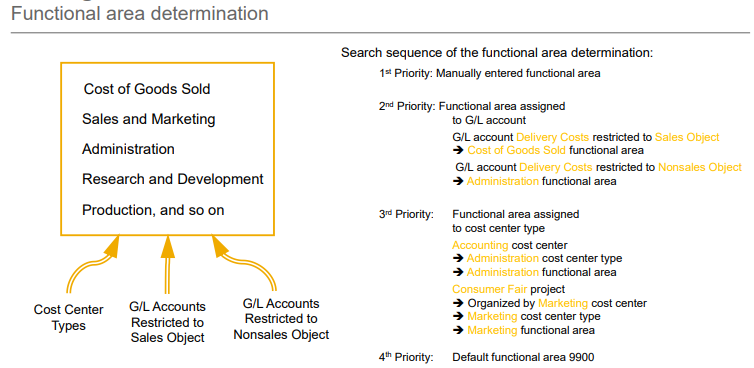 Functional area determination
Cost of Goods Sold
Sales and Marketing
Administration
Research and Development
Production, and so on
Cost Center
Types
G/L Accounts
Restricted to
Sales Object
G/L Accounts
Restricted to
Nonsales Object
Search sequence of the functional area determination:
1st Priority: Manually entered functional area
2nd Priority: Functional area assigned
to G/L account
G/L account Delivery Costs restricted to Sales Object
➔ Cost of Goods Sold functional area
G/L account Delivery Costs restricted to Nonsales Object
➔ Administration functional area
3rd Priority: Functional area assigned
to cost center type
Accounting cost center
➔ Administration cost center type
➔ Administration functional area
Consumer Fair project
➔ Organized by Marketing cost center
➔ Marketing cost center type
➔ Marketing functional area
4th Priority: Default functional area 9900